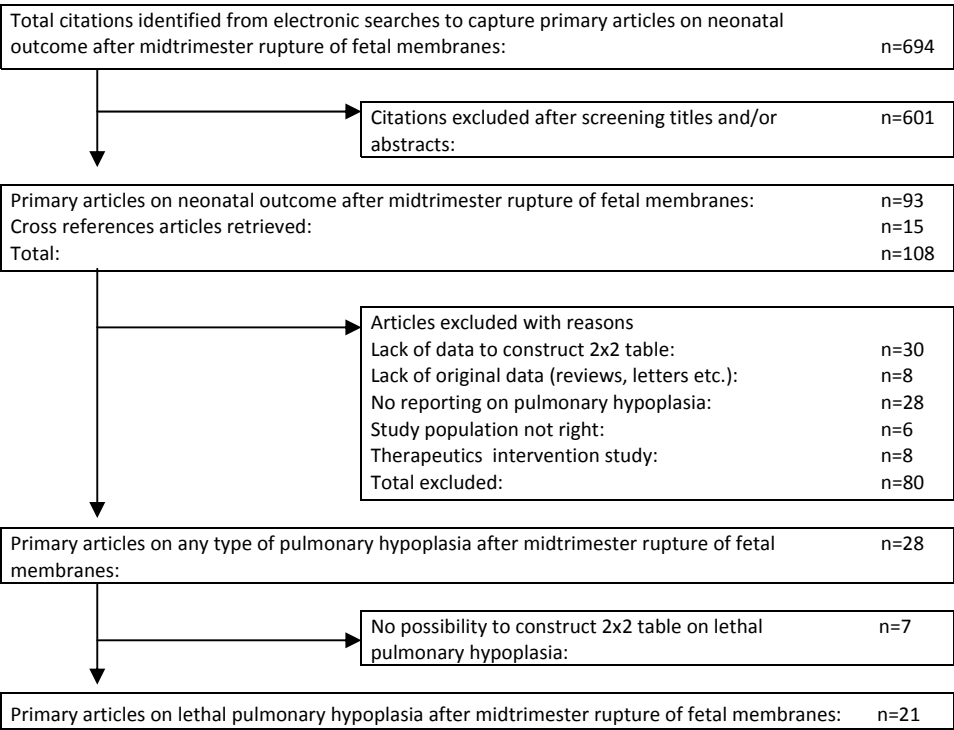 Total citations identified from electronic searches to capture primary articles on neonatal
outcome after midtrimester rupture of fetal membranes: n=694
Citations excluded after screening titles and/or n=601
abstracts:
Primary articles on neonatal outcome after midtrimester rupture of fetal membranes: n=93
Cross references articles retrieved: n=15
Total: n=108
Articles excluded with reasons
Lack of data to construct 2x2 table: n=30
Lack of original data (reviews, letters etc.): n=8
No reporting on pulmonary hypoplasia: n=28
Study population not right: n=6
Therapeutics intervention study: n=8
Total excluded: n=80
Primary articles on any type of pulmonary hypoplasia after midtrimester rupture of fetal n=28
membranes:
No possibility to construct 2x2 table on lethal n=7
pulmonary hypoplasia:
Primary articles on lethal pulmonary hypoplasia after midtrimester rupture of fetal membranes: n=21